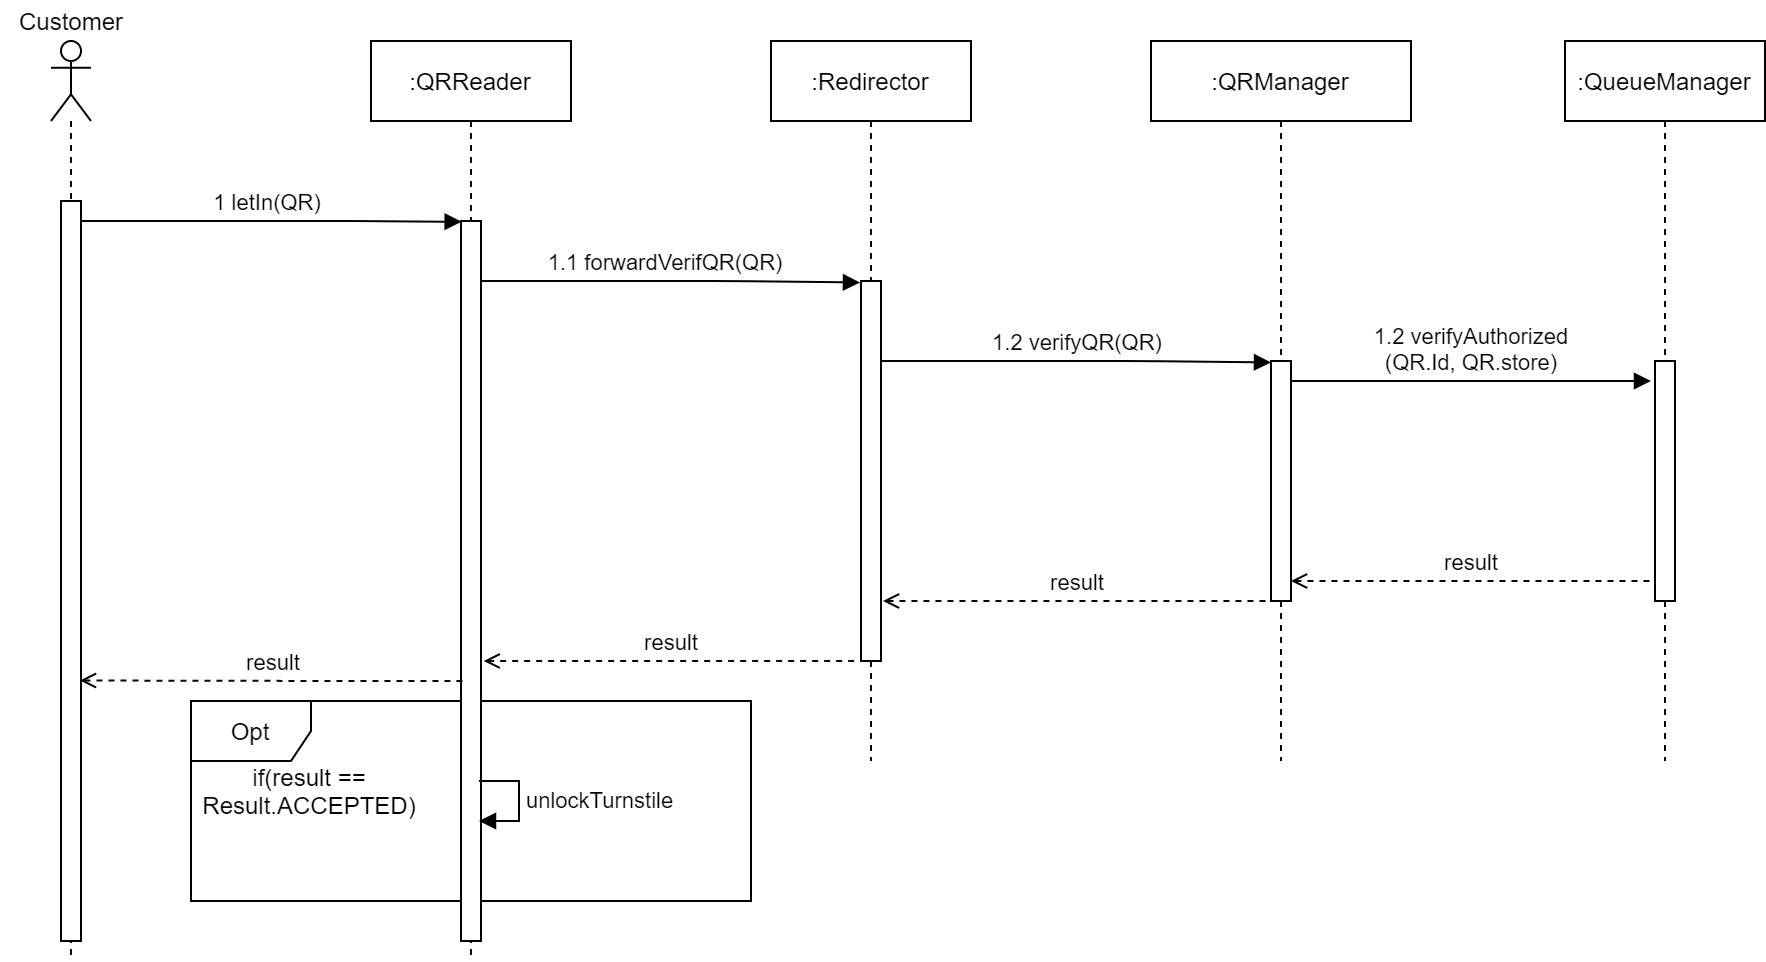 Customer
:QRReader
:Redirector
:QRManager
:QueueManager
1 letIn(QR)
1.1 forwardVerifQR(QR)
1.2 verifyQR(QR)
1.2 verifyAuthorized
(QR.Id, QR.store)
result
result
result
result
Opt
if(result ==
Result.ACCEPTED)
unlockTurnstile